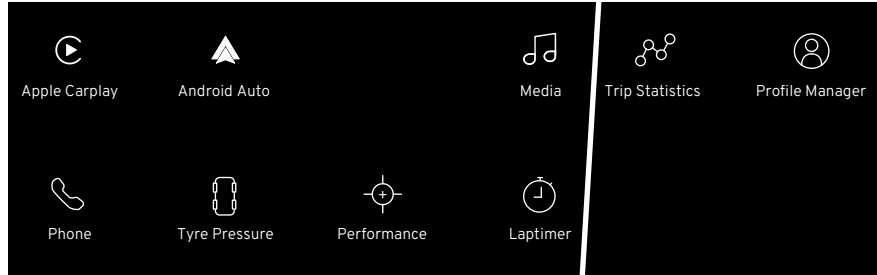 Apple Carplay
Android Auto
Media
Trip Statistics
Profile Manager
Phone
Tyre Pressure
Performance
Laptimer